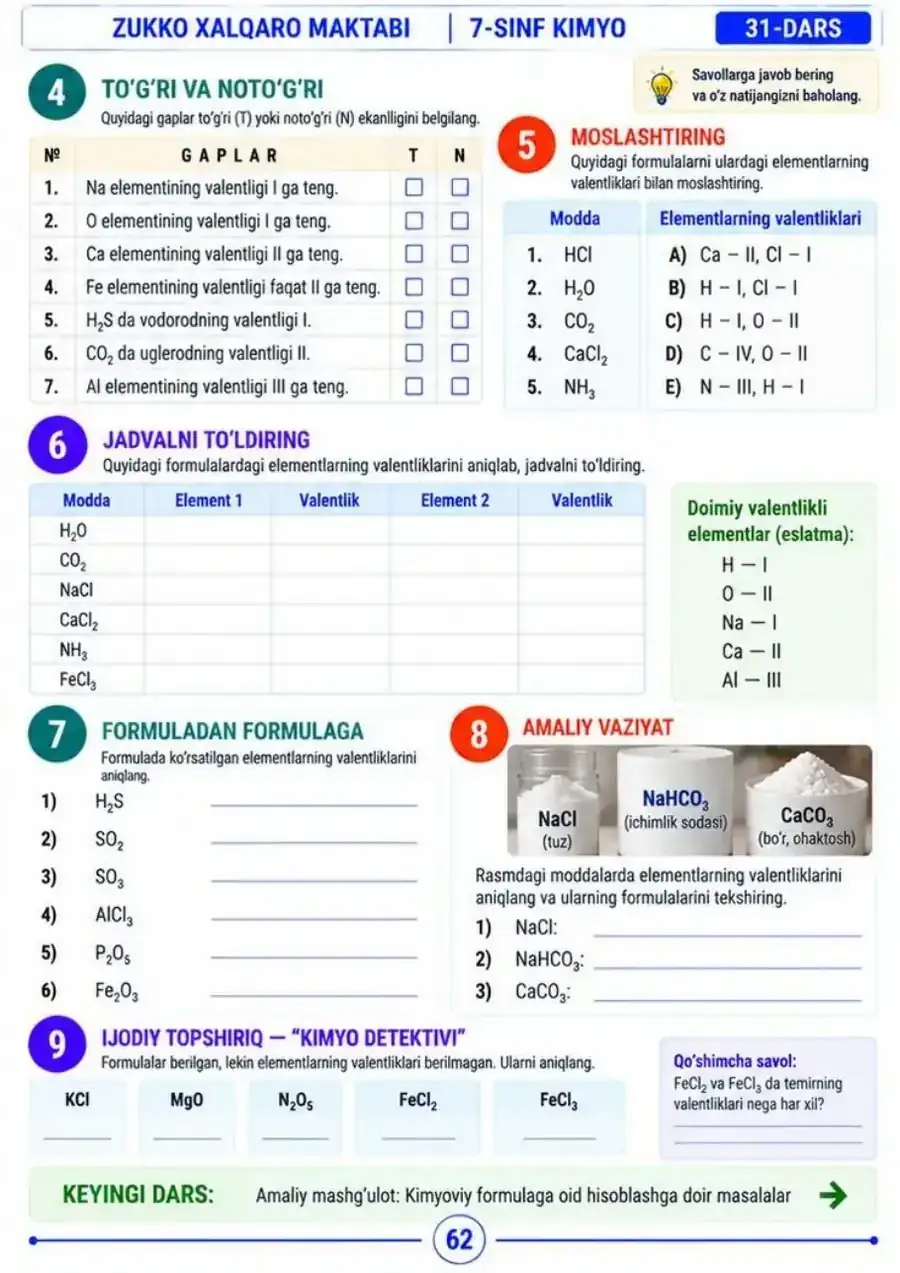 ZUKKO XALQARO MAKTABI | 7-SINF KIMYO 31-DARS
4 TO'G'RI VA NOTO'G'RI
Quyidagi gaplar to'g'ri (T) yoki noto'g'ri (N) ekanlligini belgilang.
Savollarga javob bering
va o'z natijangizni baholang.
№ GAPLAR T N
1. Na elementining valentligi I ga teng.
2. O elementining valentligi I ga teng.
3. Ca elementining valentligi II ga teng.
4. Fe elementining valentligi faqat II ga teng.
5. H₂S da vodorodning valentligi I.
6. CO₂ da uglerodning valentligi II.
7. Al elementining valentligi III ga teng.
5 MOSLASHTIRING
Quyidagi formulalarni ulardagi elementlarning
valentliklari bilan moslashtiring.
Modda Elementlarning valentliklari
1. HCl A) Ca – II, Cl – I
2. H₂O B) H – I, Cl – I
3. CO₂ C) H – I, O – II
4. CaCl₂ D) C – IV, O – II
5. NH₃ E) N – III, H – I
6 JADVALNI TO'LDIRING
Quyidagi formulalardagi elementlarning valentliklarini aniqlab, jadvalni to'ldiring.
Modda Element 1 Valentlik Element 2 Valentlik
H₂O
CO₂
NaCl
CaCl₂
NH₃
FeCl₃
Doimiy valentlikli
elementlar (eslatma):
H — I
O — II
Na — I
Ca — II
Al — III
7 FORMULADAN FORMULAGA
Formulada ko'rsatilgan elementlarning valentliklarini
aniqlang.
1) H₂S
2) SO₂
3) SO₃
4) AlCl₃
5) P₂O₅
6) Fe₂O₃
8 AMALIY VAZIYAT
NaCl
(tuz)
NaHCO₃
(ichimlik sodasi)
CaCO₃
(bo'r, ohaktosh)
Rasmdagi moddalarda elementlarning valentliklarini
aniqlang va ularning formulalarini tekshiring.
1) NaCl:
2) NaHCO₃:
3) CaCO₃:
9 IJODIY TOPSHIRIQ — "KIMYO DETEKTIVI"
Formulalar berilgan, lekin elementlarning valentliklari berilmagan. Ularni aniqlang.
KCl MgO N₂O₅ FeCl₂ FeCl₃
Qo'shimcha savol:
FeCl₂ va FeCl₃ da temirning
valentliklari nega har xil?
KEYINGI DARS: Amaliy mashg'ulot: Kimyoviy formulaga oid hisoblashga doir masalalar
62